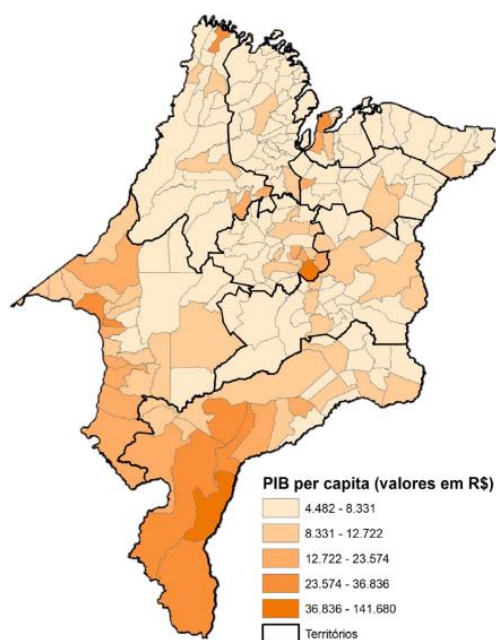 PIB per capita (valores em R$)
4.482 - 8.331
8.331 - 12.722
12.722 - 23.574
23.574 - 36.836
36.836 - 141.680
Territórios